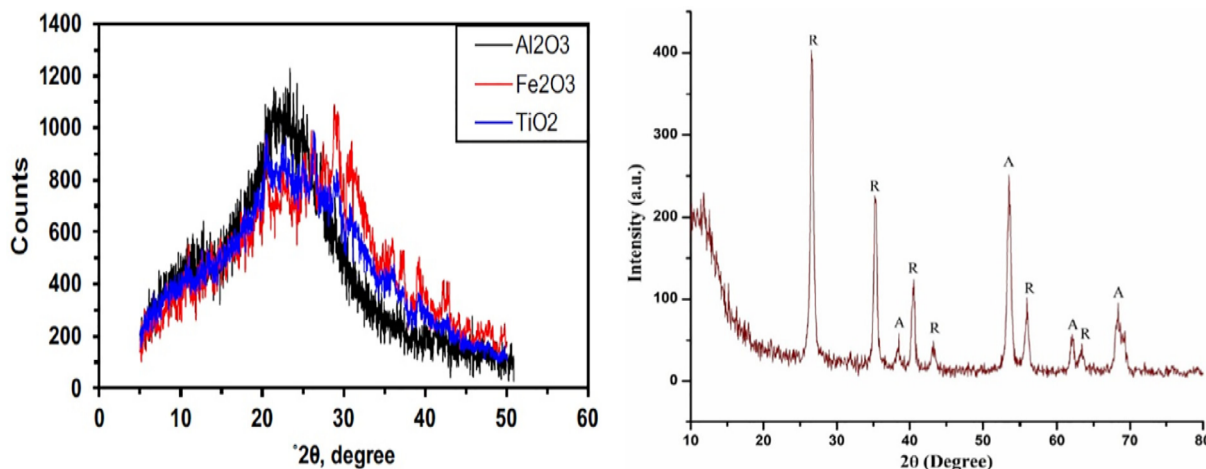 1400
1200
1000
800
600
400
200
0
Counts
Al2O3
Fe2O3
TiO2
0 10 20 30 40 50 60
°2θ, degree
400
300
200
100
0
Intensity (a.u.)
R
R
A
R
R
A
R
A
R
A
10 20 30 40 50 60 70 80
2θ (Degree)